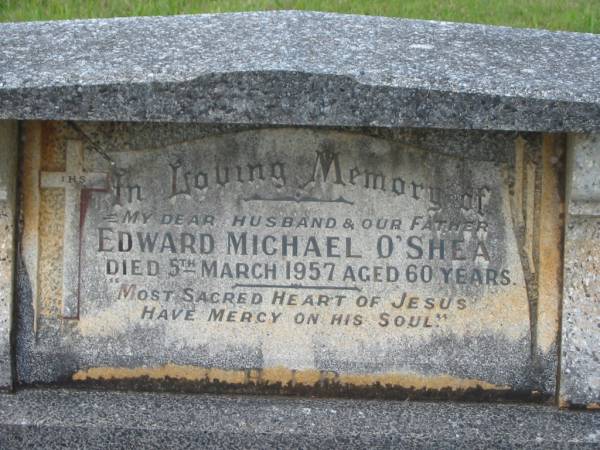 IHS
In Loving Memory of
MY DEAR HUSBAND & OUR FATHER
EDWARD MICHAEL O'SHEA
DIED 5TH MARCH 1957 AGED 60 YEARS.
"MOST SACRED HEART OF JESUS
HAVE MERCY ON HIS SOUL"